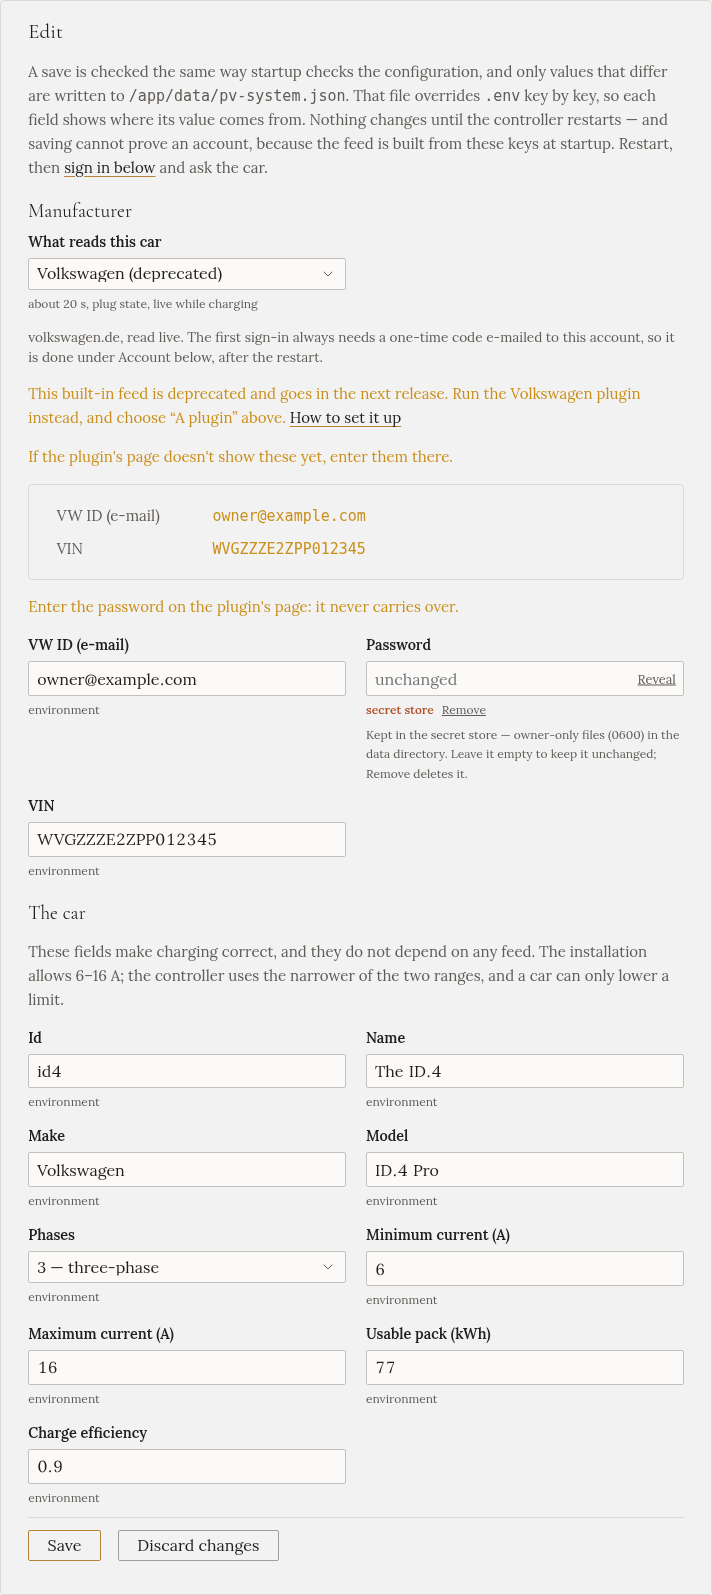 Edit
A save is checked the same way startup checks the configuration, and only values that differ
are written to /app/data/pv-system.json. That file overrides .env key by key, so each
field shows where its value comes from. Nothing changes until the controller restarts — and
saving cannot prove an account, because the feed is built from these keys at startup. Restart,
then sign in below and ask the car.
Manufacturer
What reads this car
Volkswagen (deprecated)
about 20 s, plug state, live while charging
volkswagen.de, read live. The first sign-in always needs a one-time code e-mailed to this account, so it
is done under Account below, after the restart.
This built-in feed is deprecated and goes in the next release. Run the Volkswagen plugin
instead, and choose “A plugin” above. How to set it up
If the plugin's page doesn't show these yet, enter them there.
VW ID (e-mail) owner@example.com
VIN WVGZZZE2ZPP012345
Enter the password on the plugin's page: it never carries over.
VW ID (e-mail)
owner@example.com
environment
Password
unchanged Reveal
secret store Remove
Kept in the secret store — owner-only files (0600) in the
data directory. Leave it empty to keep it unchanged;
Remove deletes it.
VIN
WVGZZZE2ZPP012345
environment
The car
These fields make charging correct, and they do not depend on any feed. The installation
allows 6–16 A; the controller uses the narrower of the two ranges, and a car can only lower a
limit.
Id
id4
environment
Name
The ID.4
environment
Make
Volkswagen
environment
Model
ID.4 Pro
environment
Phases
3 — three-phase
environment
Minimum current (A)
6
environment
Maximum current (A)
16
environment
Usable pack (kWh)
77
environment
Charge efficiency
0.9
environment
Save Discard changes